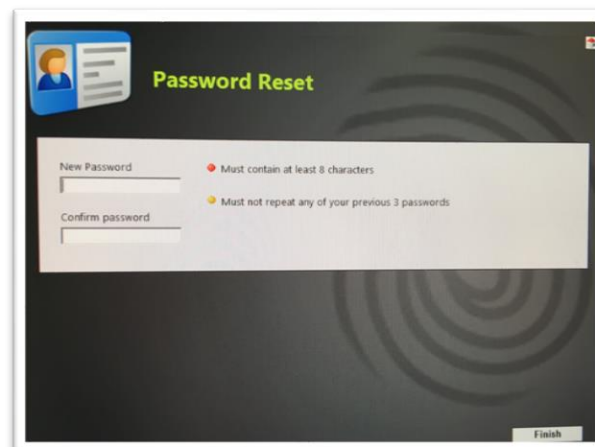 Password Reset
New Password
Must contain at least 8 characters
Must not repeat any of your previous 3 passwords
Confirm password
Finish